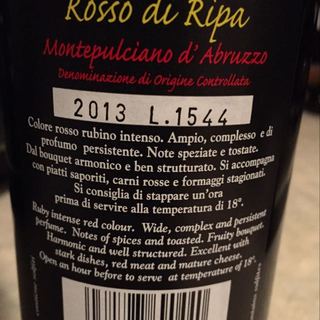 Rosso di Ripa
Montepulciano d'Abruzzo
Denominazione di Origine Controllata
2013 L.1544
Colore rosso rubino intenso. Ampio, complesso e di
profumo persistente. Note speziate e tostate.
Dal bouquet armonico e ben strutturato. Si accompagna
con piatti saporiti, carni rosse e formaggi stagionati.
Si consiglia di stappare un'ora
prima di servire alla temperatura di 18°.
Ruby intense red colour. Wide, complex and persistent
perfume. Notes of spices and toasted. Fruity bouquet.
Harmonic and well structured. Excellent with
stark dishes, red meat and mature cheese.
Open an hour before to serve at temperature of 18°.